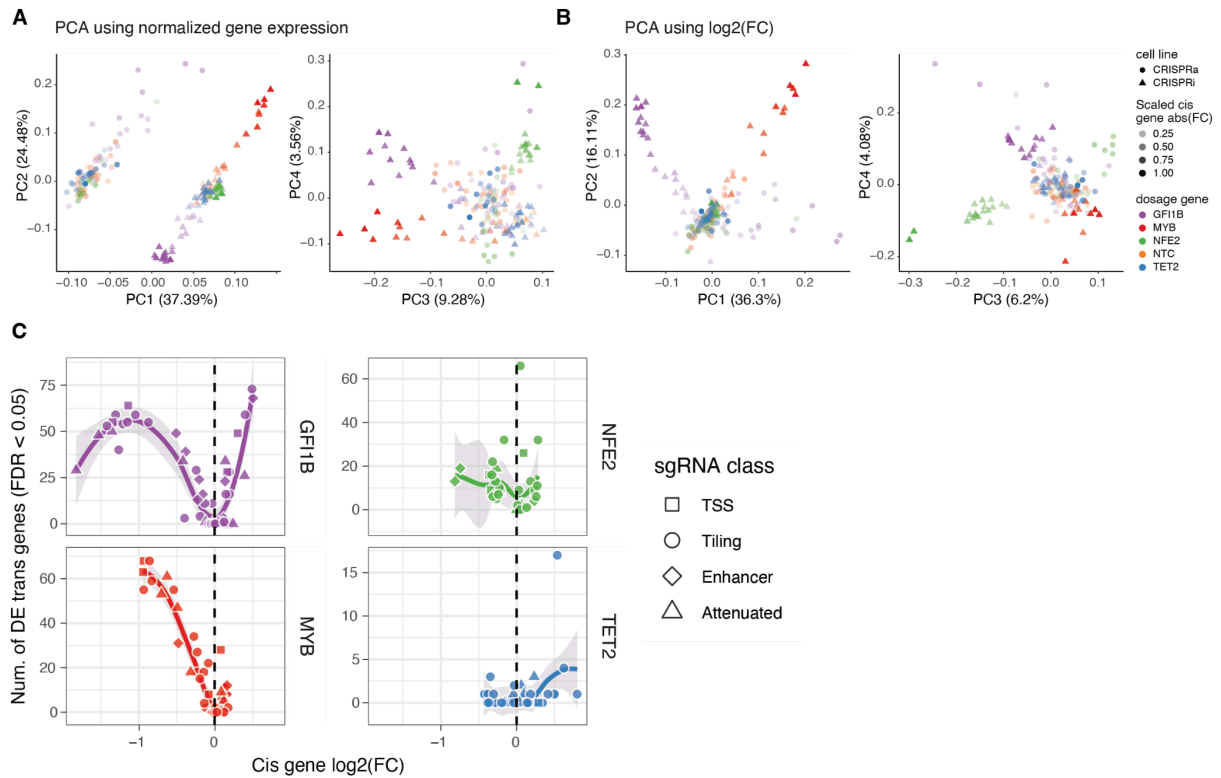 A
PCA using normalized gene expression
PC2 (24.48%)
0.2
0.1
0.0
−0.1
−0.10
−0.05
0.00
0.05
0.10
PC1 (37.39%)
PC4 (3.56%)
0.3
0.2
0.1
0.0
−0.1
−0.2
−0.1
0.0
0.1
PC3 (9.28%)
B
PCA using log2(FC)
PC2 (16.11%)
0.3
0.2
0.1
0.0
−0.1
−0.1
0.0
0.1
0.2
0.3
PC1 (36.3%)
PC4 (4.08%)
0.4
0.2
0.0
−0.2
−0.3
−0.2
−0.1
0.0
0.1
PC3 (6.2%)
cell line
CRISPRa
CRISPRi
Scaled cis
gene abs(FC)
0.25
0.50
0.75
1.00
dosage gene
GFI1B
MYB
NFE2
NTC
TET2
C
Num. of DE trans genes (FDR < 0.05)
75
50
25
0
GFI1B
60
40
20
0
NFE2
60
40
20
0
MYB
15
10
5
0
TET2
−1
0
−1
0
Cis gene log2(FC)
sgRNA class
TSS
Tiling
Enhancer
Attenuated